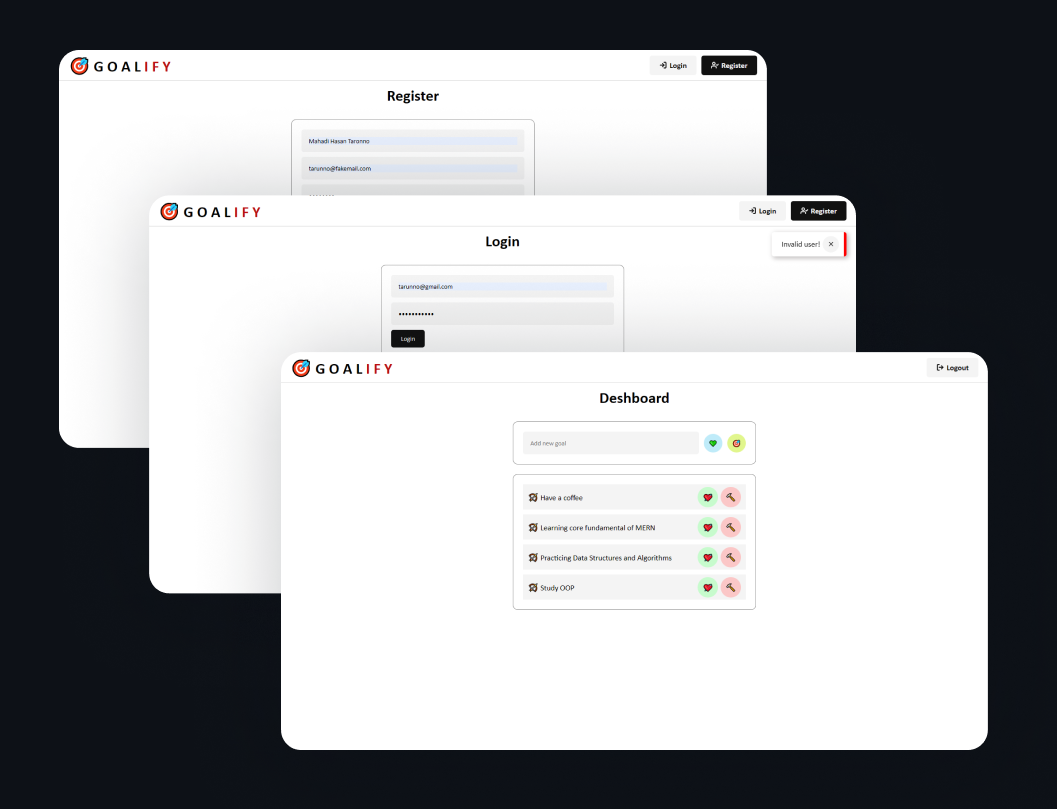 GOALIFY
Login
Register
Register
Mahadi Hasan Taronno
tarunno@fakemail.com
GOALIFY
Login
Register
Login
Invalid user!
tarunno@gmail.com
•••••••••••
Login
GOALIFY
Logout
Deshboard
Add new goal
Have a coffee
Learning core fundamental of MERN
Practicing Data Structures and Algorithms
Study OOP